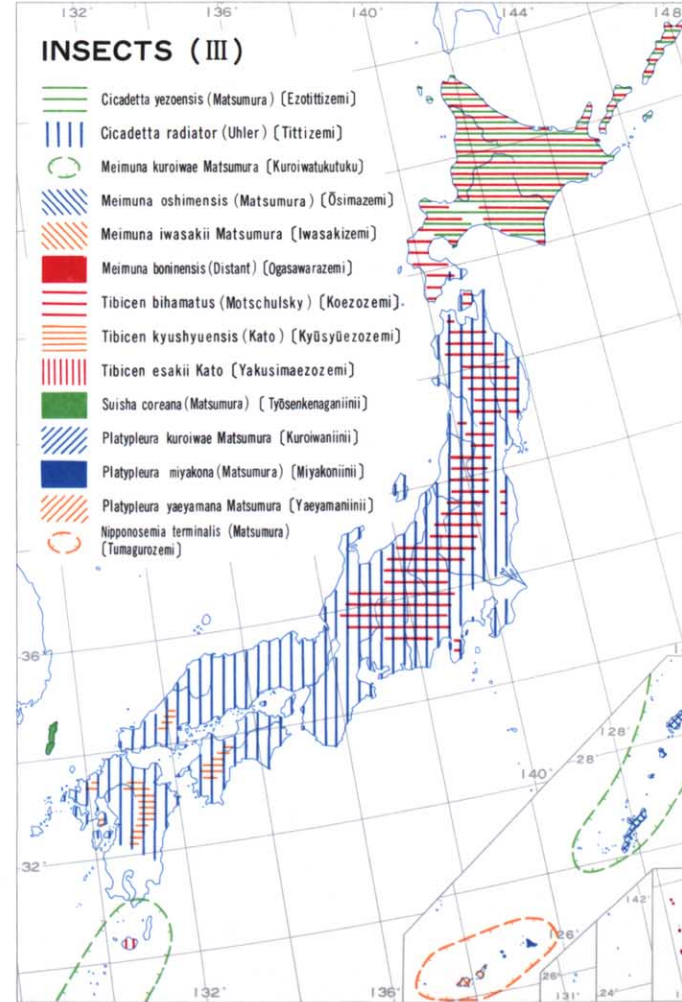 132° 136° 140° 144° 148
INSECTS (Ⅲ)
Cicadetta yezoensis (Matsumura) 〔Ezotittizemi〕
Cicadetta radiator (Uhler) 〔Tittizemi〕
Meimuna kuroiwae Matsumura 〔Kuroiwatukutuku〕
Meimuna oshimensis (Matsumura) 〔Ōsimazemi〕
Meimuna iwasakii Matsumura 〔Iwasakizemi〕
Meimuna boninensis (Distant) 〔Ogasawarazemi〕
Tibicen bihamatus (Motschulsky) 〔Koezozemi〕.
Tibicen kyushyuensis (Kato) 〔Kyūsyūezozemi〕
Tibicen esakii Kato 〔Yakusimaezozemi〕
Suisha coreana (Matsumura) 〔Tyōsenkenaganiinii〕
Platypleura kuroiwae Matsumura 〔Kuroiwaniinii〕
Platypleura miyakona (Matsumura) 〔Miyakoniinii〕
Platypleura yaeyamana Matsumura 〔Yaeyamaniinii〕
Nipponosemia terminalis (Matsumura)
〔Tumagurozemi〕
36°
128°
28°
140°
32°
142°
126°
132° 136° 26° 131° 24°